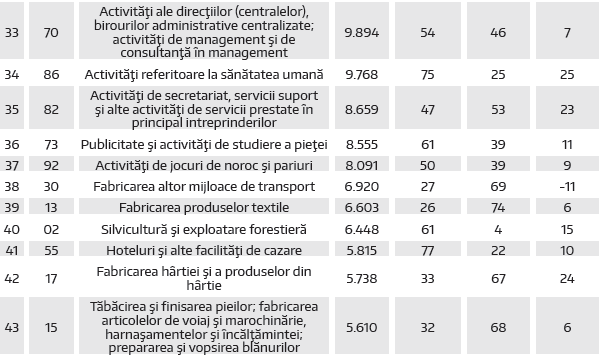 Activităţi ale direcţiilor (centralelor),
birourilor administrative centralizate;
33 70 activităţi de management şi de 9.894 54 46 7
consultanţă în management
34 86 Activităţi referitoare la sănătatea umană 9.768 75 25 25
Activităţi de secretariat, servicii suport
35 82 şi alte activităţi de servicii prestate în 8.659 47 53 23
principal intreprinderilor
36 73 Publicitate şi activităţi de studiere a pieţei 8.555 61 39 11
37 92 Activităţi de jocuri de noroc şi pariuri 8.091 50 39 9
38 30 Fabricarea altor mijloace de transport 6.920 27 69 -11
39 13 Fabricarea produselor textile 6.603 26 74 6
40 02 Silvicultură şi exploatare forestieră 6.448 61 4 15
41 55 Hoteluri şi alte facilităţi de cazare 5.815 77 22 10
42 17 Fabricarea hârtiei şi a produselor din 5.738 33 67 24
hârtie
Tăbăcirea şi finisarea pieilor; fabricarea
articolelor de voiaj şi marochinărie,
43 15 harnaşamentelor şi încălţămintei; 5.610 32 68 6
prepararea şi vopsirea blănurilor